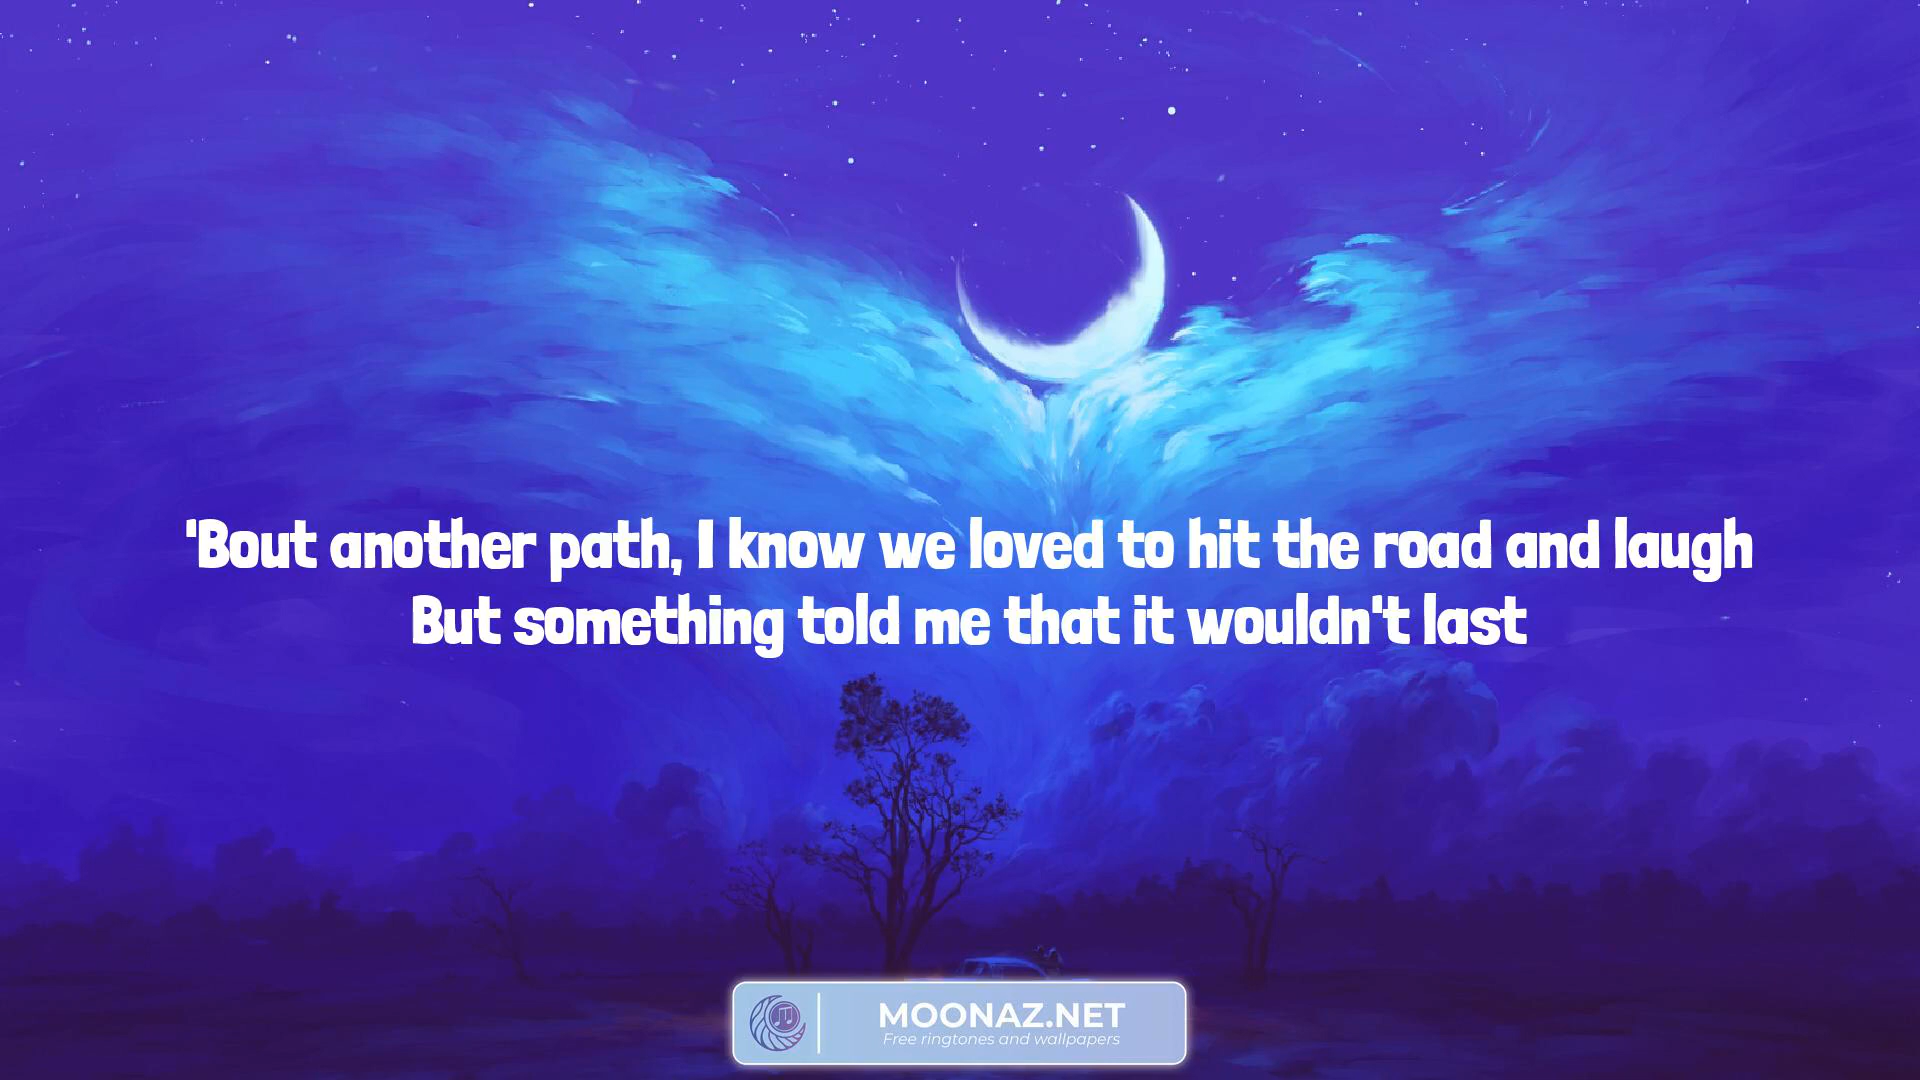 'Bout another path, I know we loved to hit the road and laugh
But something told me that it wouldn't last
MOONAZ.NET
Free ringtones and wallpapers